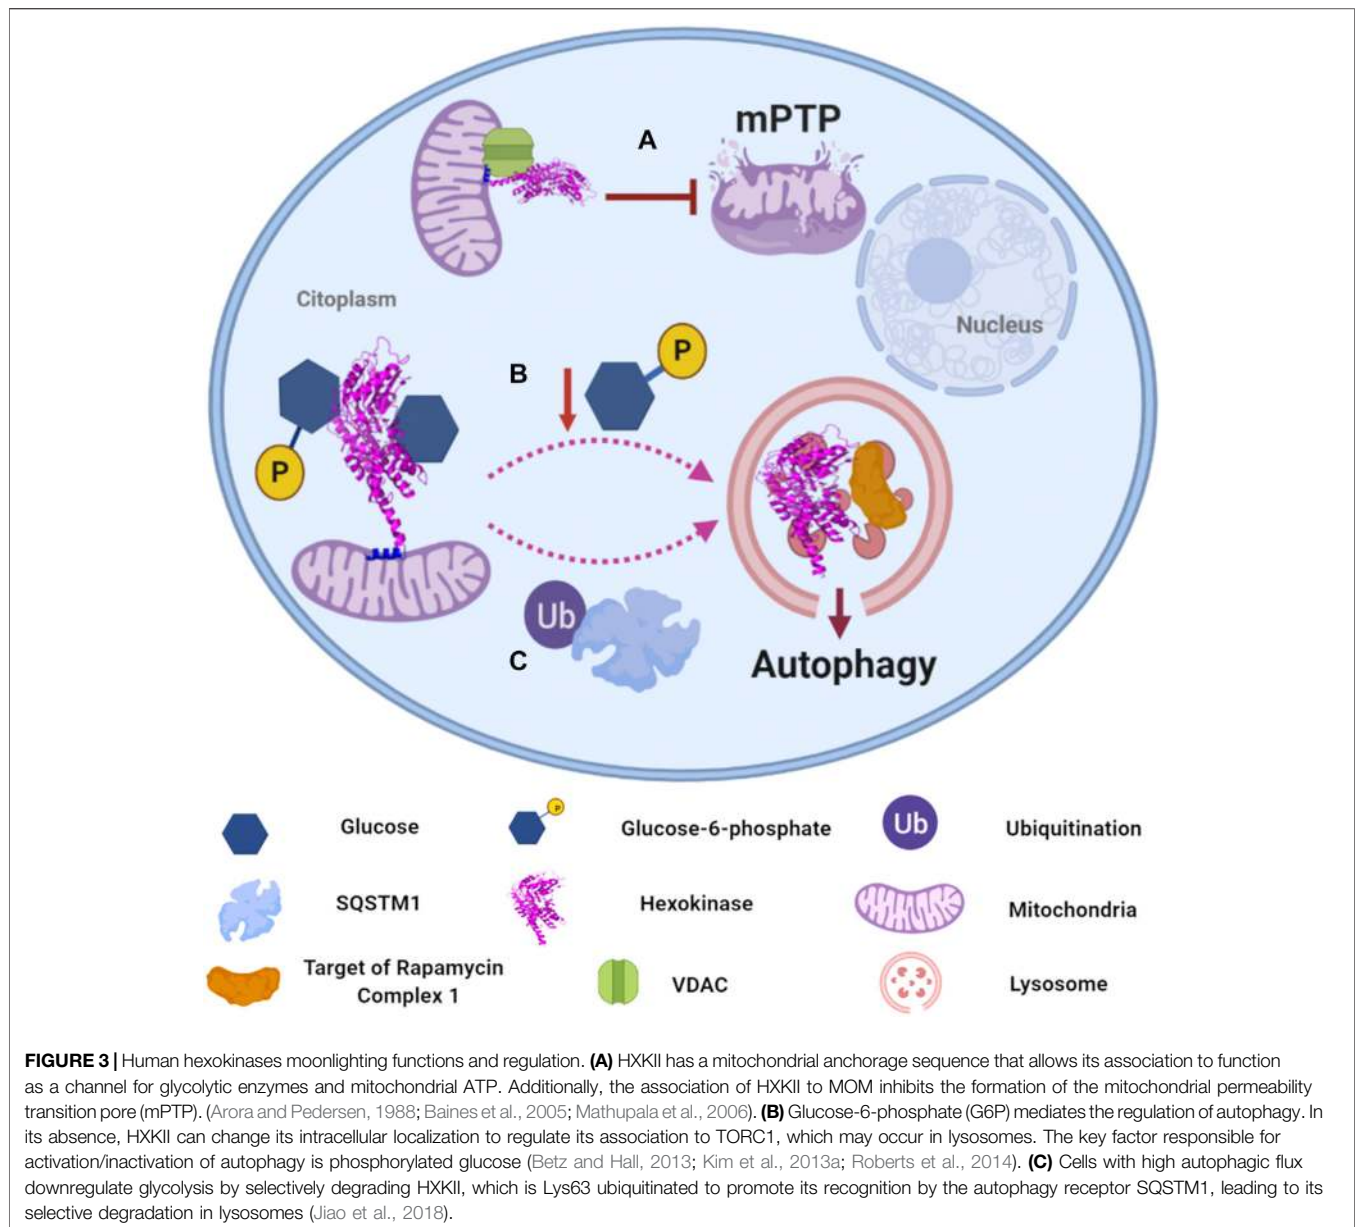 A
mPTP
Citoplasm
Nucleus
B
P
P
Ub
C
Autophagy
Glucose
P
Glucose-6-phosphate
Ub
Ubiquitination
SQSTM1
Hexokinase
Mitochondria
Target of Rapamycin
Complex 1
VDAC
Lysosome
FIGURE 3 | Human hexokinases moonlighting functions and regulation. (A) HXKII has a mitochondrial anchorage sequence that allows its association to function
as a channel for glycolytic enzymes and mitochondrial ATP. Additionally, the association of HXKII to MOM inhibits the formation of the mitochondrial permeability
transition pore (mPTP). (Arora and Pedersen, 1988; Baines et al., 2005; Mathupala et al., 2006). (B) Glucose-6-phosphate (G6P) mediates the regulation of autophagy. In
its absence, HXKII can change its intracellular localization to regulate its association to TORC1, which may occur in lysosomes. The key factor responsible for
activation/inactivation of autophagy is phosphorylated glucose (Betz and Hall, 2013; Kim et al., 2013a; Roberts et al., 2014). (C) Cells with high autophagic flux
downregulate glycolysis by selectively degrading HXKII, which is Lys63 ubiquitinated to promote its recognition by the autophagy receptor SQSTM1, leading to its
selective degradation in lysosomes (Jiao et al., 2018).